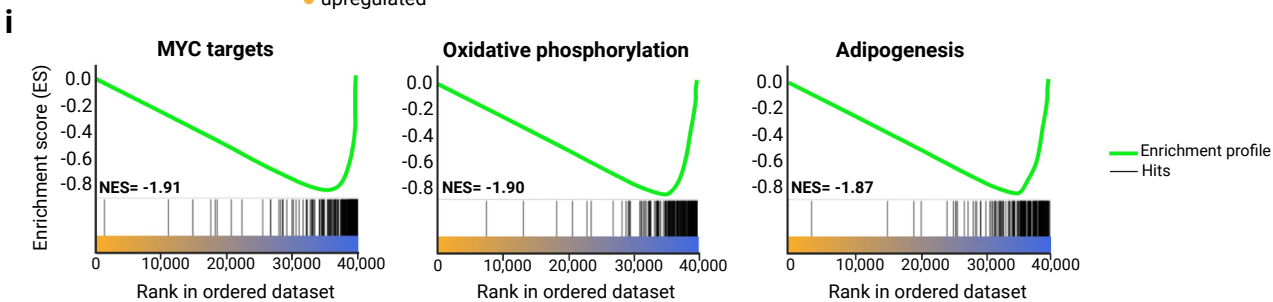 upregulated
i
MYC targets
Enrichment score (ES)
0.0
-0.2
-0.4
-0.6
-0.8
NES= -1.91
0 10,000 20,000 30,000 40,000
Rank in ordered dataset
Oxidative phosphorylation
0.0
-0.2
-0.4
-0.6
-0.8
NES= -1.90
0 10,000 20,000 30,000 40,000
Rank in ordered dataset
Adipogenesis
0.0
-0.2
-0.4
-0.6
-0.8
NES= -1.87
0 10,000 20,000 30,000 40,000
Rank in ordered dataset
Enrichment profile
Hits